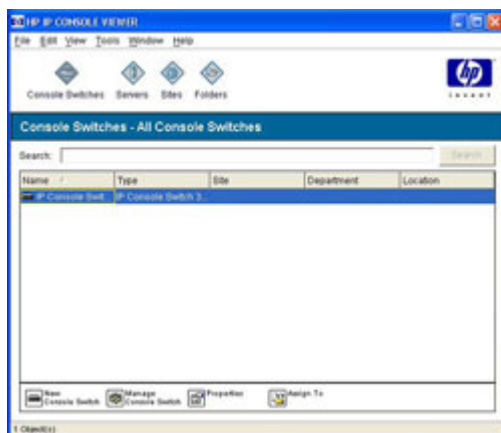 HP IP CONSOLE VIEWER
File Edit View Tools Window Help
Console Switches Servers Sites Folders
hp
invent
Console Switches - All Console Switches
Search: Search
Name Type Site Department Location
IP Console Swit... IP Console Switch 3...
New Console Switch Manage Console Switch Properties Assign To
1 Object(s)